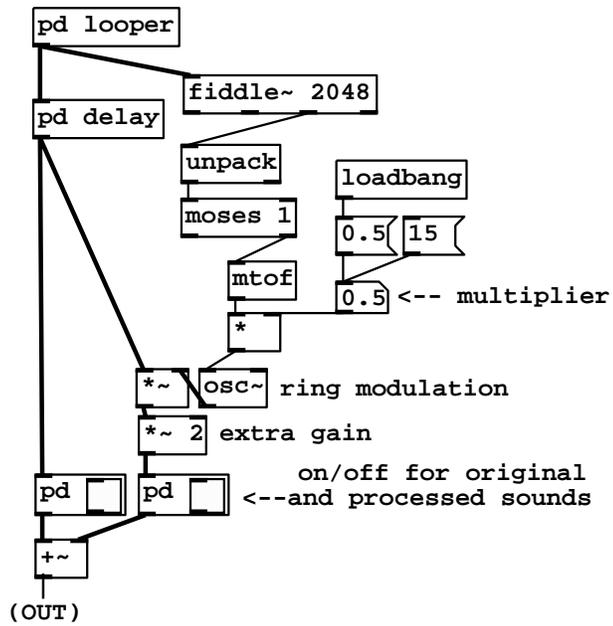 pd looper
fiddle~ 2048
pd delay
unpack
loadbang
moses 1
0.5
15
mtof
0.5
<-- multiplier
*
*~
osc~
ring modulation
*~ 2
extra gain
on/off for original
pd
pd
<--and processed sounds
+~
(OUT)